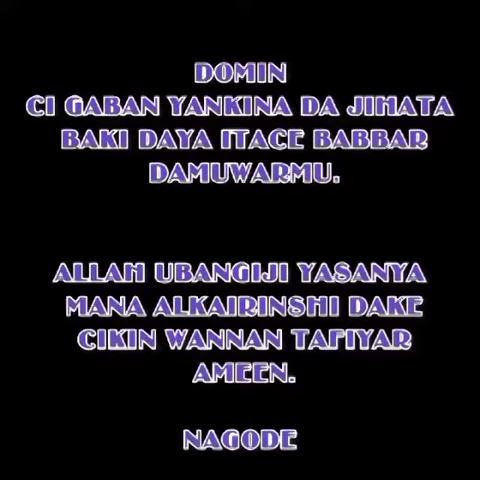 DOMIN
CI GABAN YANKINA DA JIHATA
BAKI DAYA ITACE BABBAR
DAMUWARMU.
ALLAH UBANGIJI YASANYA
MANA ALKAIRINSHI DAKE
CIKIN WANNAN TAFIYAR
AMEEN.
NAGODE